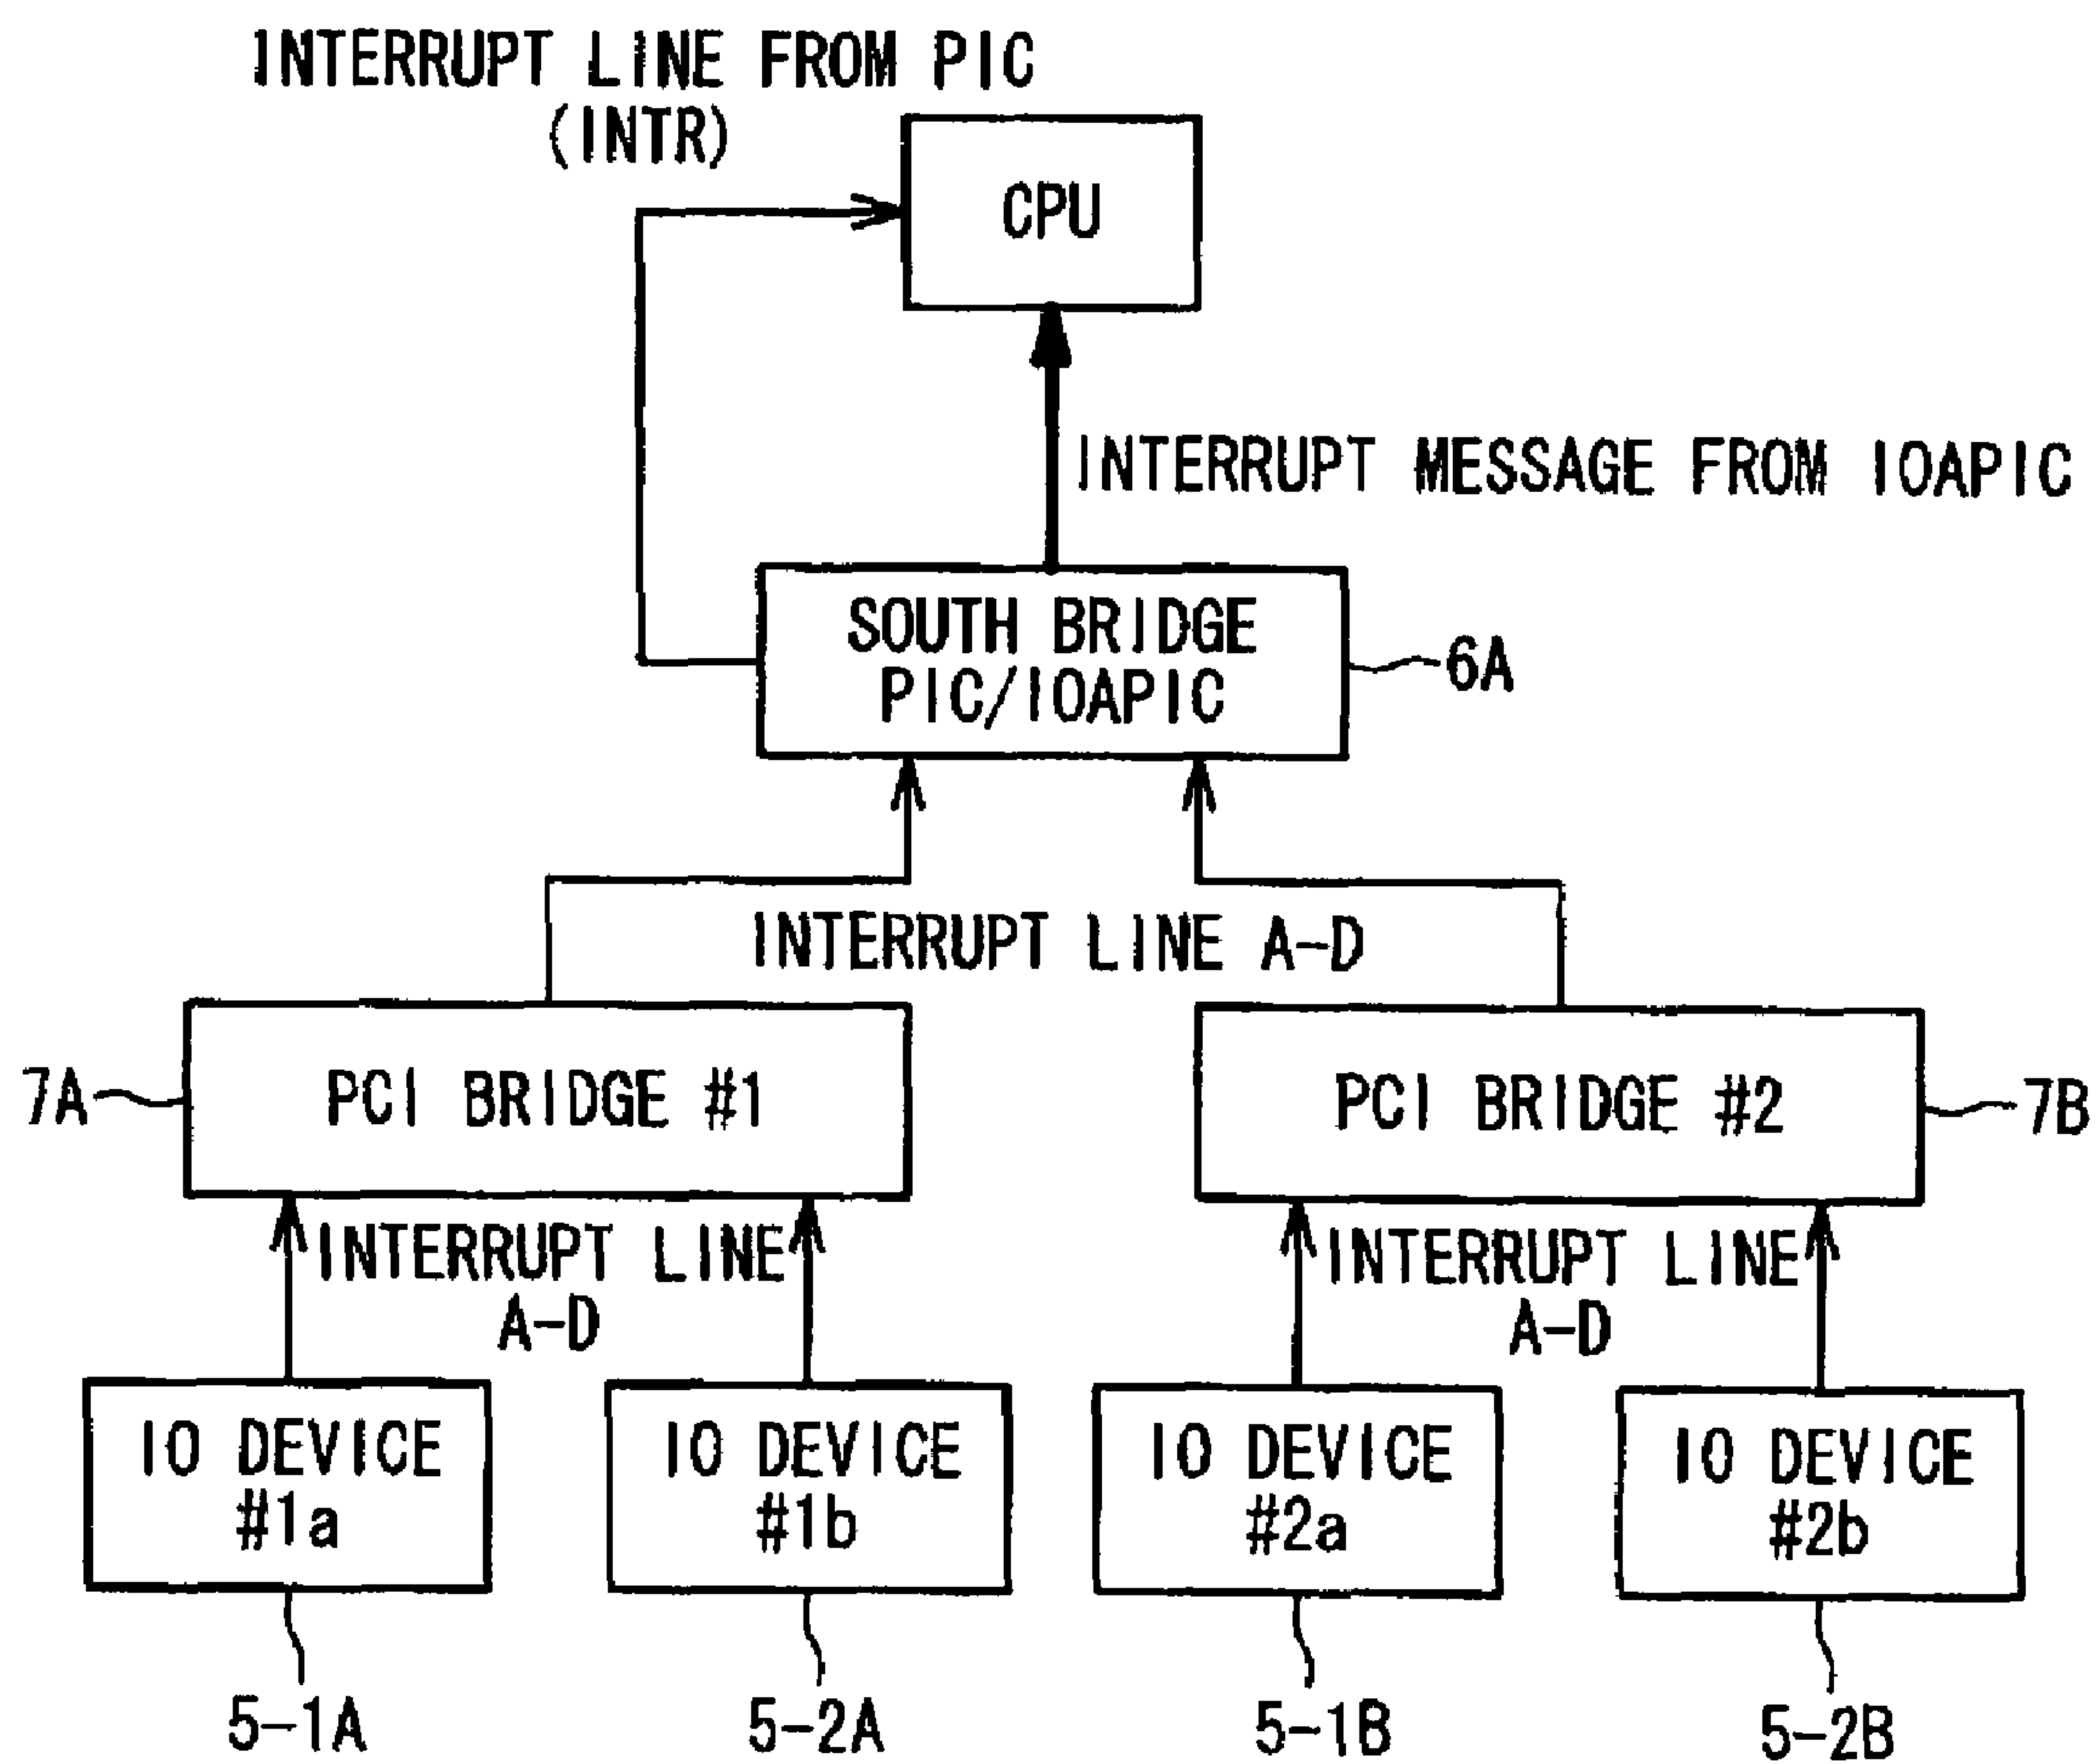 INTERRUPT LINE FROM PIC
(INTR)
CPU
INTERRUPT MESSAGE FROM IOAPIC
SOUTH BRIDGE
PIC/IOAPIC
6A
INTERRUPT LINE A-D
7A
PCI BRIDGE #1
PCI BRIDGE #2
7B
INTERRUPT LINE
A-D
INTERRUPT LINE
A-D
IO DEVICE
#1a
IO DEVICE
#1b
IO DEVICE
#2a
IO DEVICE
#2b
5-1A
5-2A
5-1B
5-2B